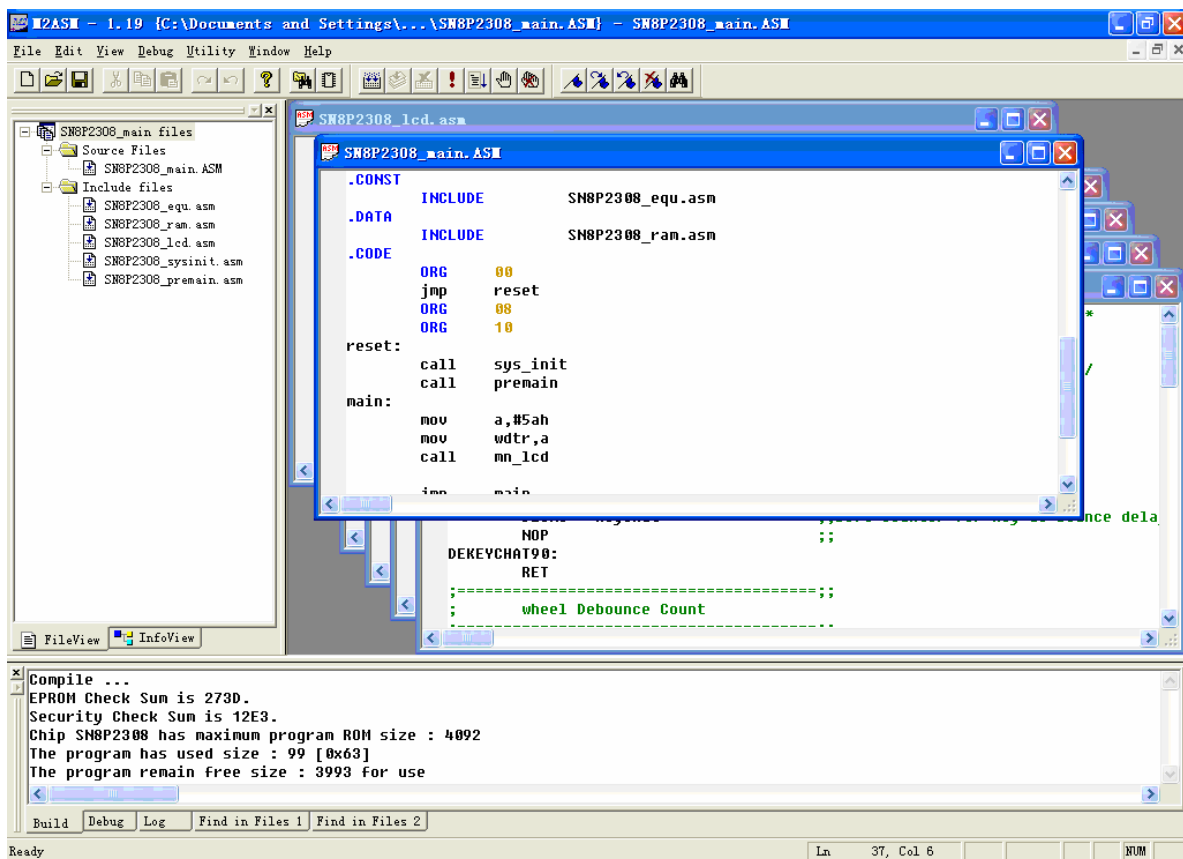 M2ASM - 1.19 {C:\Documents and Settings\...\SN8P2308_main.ASM} - SN8P2308_main.ASM
File Edit View Debug Utility Window Help
SN8P2308_main files
Source Files
SN8P2308_main.ASM
Include files
SN8P2308_equ.asm
SN8P2308_ram.asm
SN8P2308_lcd.asm
SN8P2308_sysinit.asm
SN8P2308_premain.asm
FileView InfoView
SN8P2308_lcd.asm
SN8P2308_main.ASM
.CONST
INCLUDE SN8P2308_equ.asm
.DATA
INCLUDE SN8P2308_ram.asm
.CODE
ORG 00
jmp reset
ORG 08
ORG 10
reset:
call sys_init
call premain
main:
mov a,#5ah
mov wdtr,a
call mn_lcd
jmp main
NOP ;;
DEKEYCHAT90:
RET
;=======================================;;
; wheel Debounce Count
Compile ...
EPROM Check Sum is 273D.
Security Check Sum is 12E3.
Chip SN8P2308 has maximum program ROM size : 4092
The program has used size : 99 [0x63]
The program remain free size : 3993 for use
Build Debug Log Find in Files 1 Find in Files 2
Ready Ln 37, Col 6 NUM